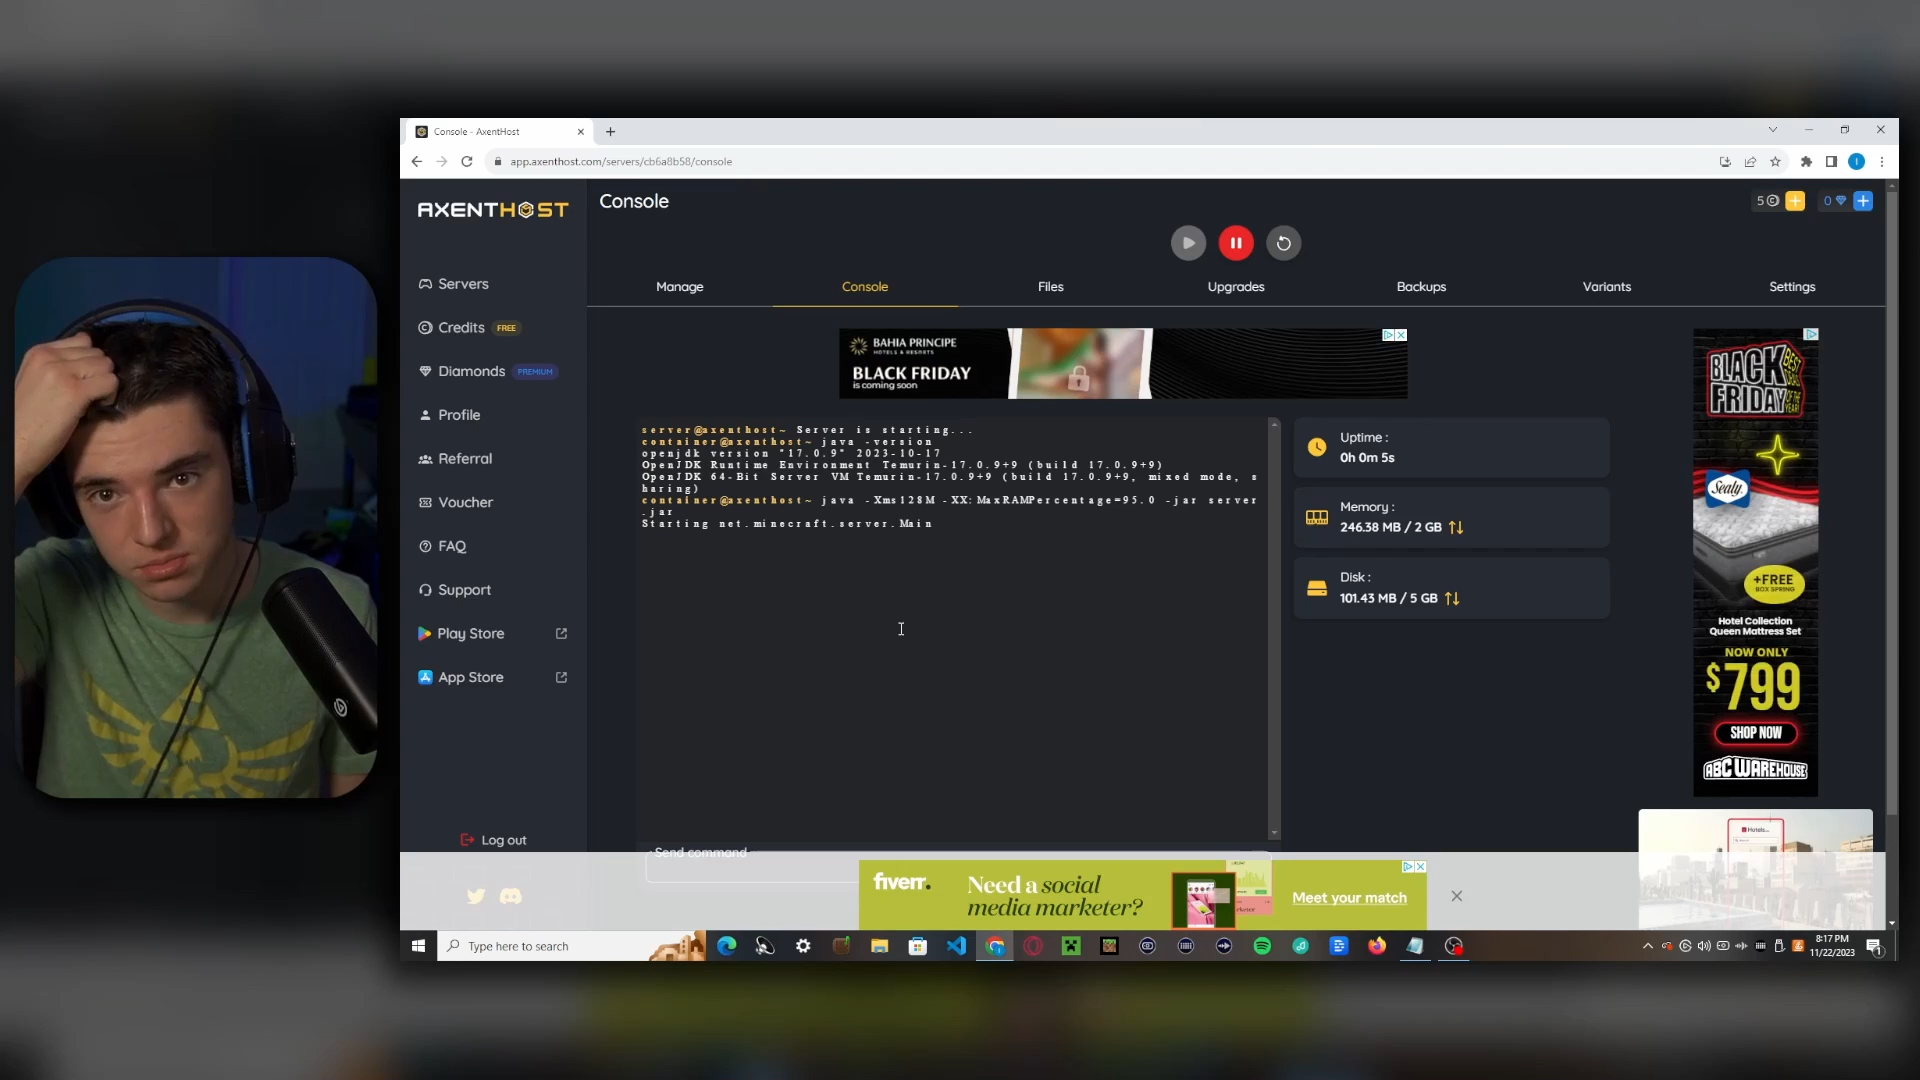 Console - AxentHost
app.axenthost.com/servers/cb6a8b58/console
AXENTHOST
Console
5
0
Servers
Credits FREE
Diamonds PREMIUM
Profile
Referral
Voucher
FAQ
Support
Play Store
App Store
Log out
Manage
Console
Files
Upgrades
Backups
Variants
Settings
BAHIA PRINCIPE
HOTELS & RESORTS
BLACK FRIDAY
is coming soon
server@axenthost~ Server is starting...
container@axenthost~ java -version
openjdk version "17.0.9" 2023-10-17
OpenJDK Runtime Environment Temurin-17.0.9+9 (build 17.0.9+9)
OpenJDK 64-Bit Server VM Temurin-17.0.9+9 (build 17.0.9+9, mixed mode, s
haring)
container@axenthost~ java -Xms128M -XX:MaxRAMPercentage=95.0 -jar server
.jar
Starting net.minecraft.server.Main
Uptime :
0h 0m 5s
Memory :
246.38 MB / 2 GB
Disk :
101.43 MB / 5 GB
BLACK
FRIDAY
Sealy
+FREE
BOX SPRING
Hotel Collection
Queen Mattress Set
NOW ONLY
$799
SHOP NOW
ABC WAREHOUSE
Hotels...
Send command
fiverr.
Need a social
media marketer?
Meet your match
Type here to search
8:17 PM
11/22/2023